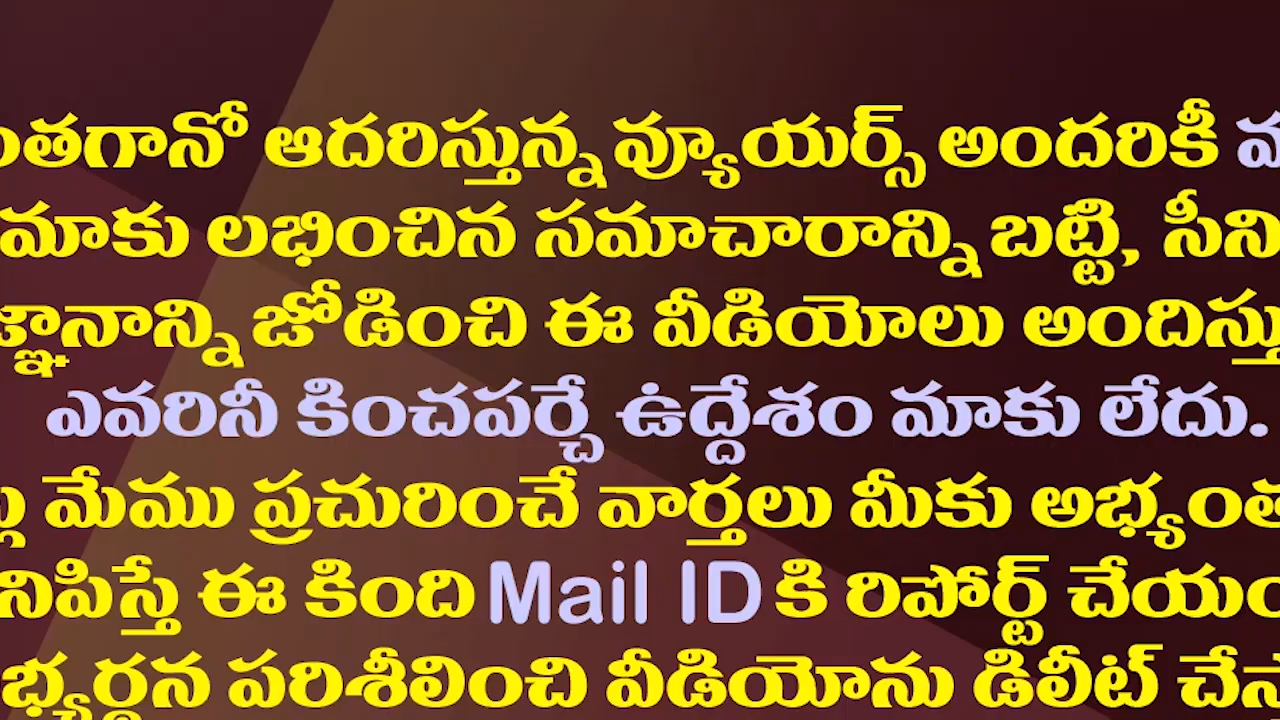 ంతగానో ఆదరిస్తున్న వ్యూయర్స్ అందరికీ
మాకు లభించిన సమాచారాన్ని బట్టి, సీని
జ్ఞానాన్ని జోడించి ఈ వీడియోలు అందిస్తు
ఎవరినీ కించపర్చే ఉద్దేశం మాకు లేదు.
మేము ప్రచురించే వార్తలు మీకు అభ్యంత
నిపిస్తే ఈ కింది Mail ID కి రిపోర్ట్ చేయం
భ్యర్థన పరిశీలించి వీడియోను డిలీట్ చేస